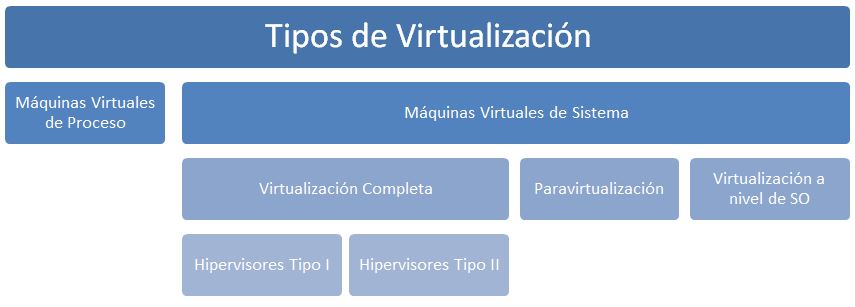 Tipos de Virtualización
Máquinas Virtuales
de Proceso
Máquinas Virtuales de Sistema
Virtualización Completa
Paravirtualización
Virtualización a
nivel de SO
Hipervisores Tipo I
Hipervisores Tipo II